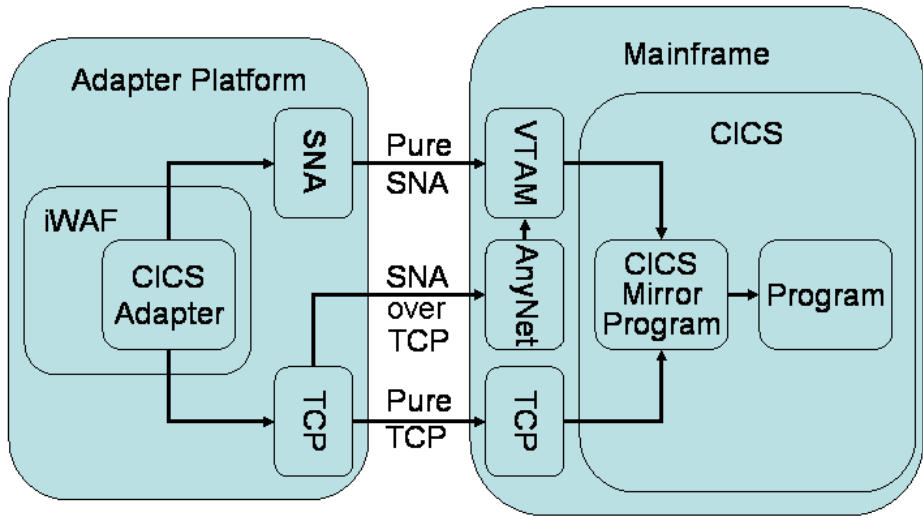 Adapter Platform
Mainframe
CICS
SNA
Pure
SNA
VTAM
iWAF
CICS
Adapter
SNA
over
TCP
AnyNet
CICS
Mirror
Program
Program
TCP
Pure
TCP
TCP